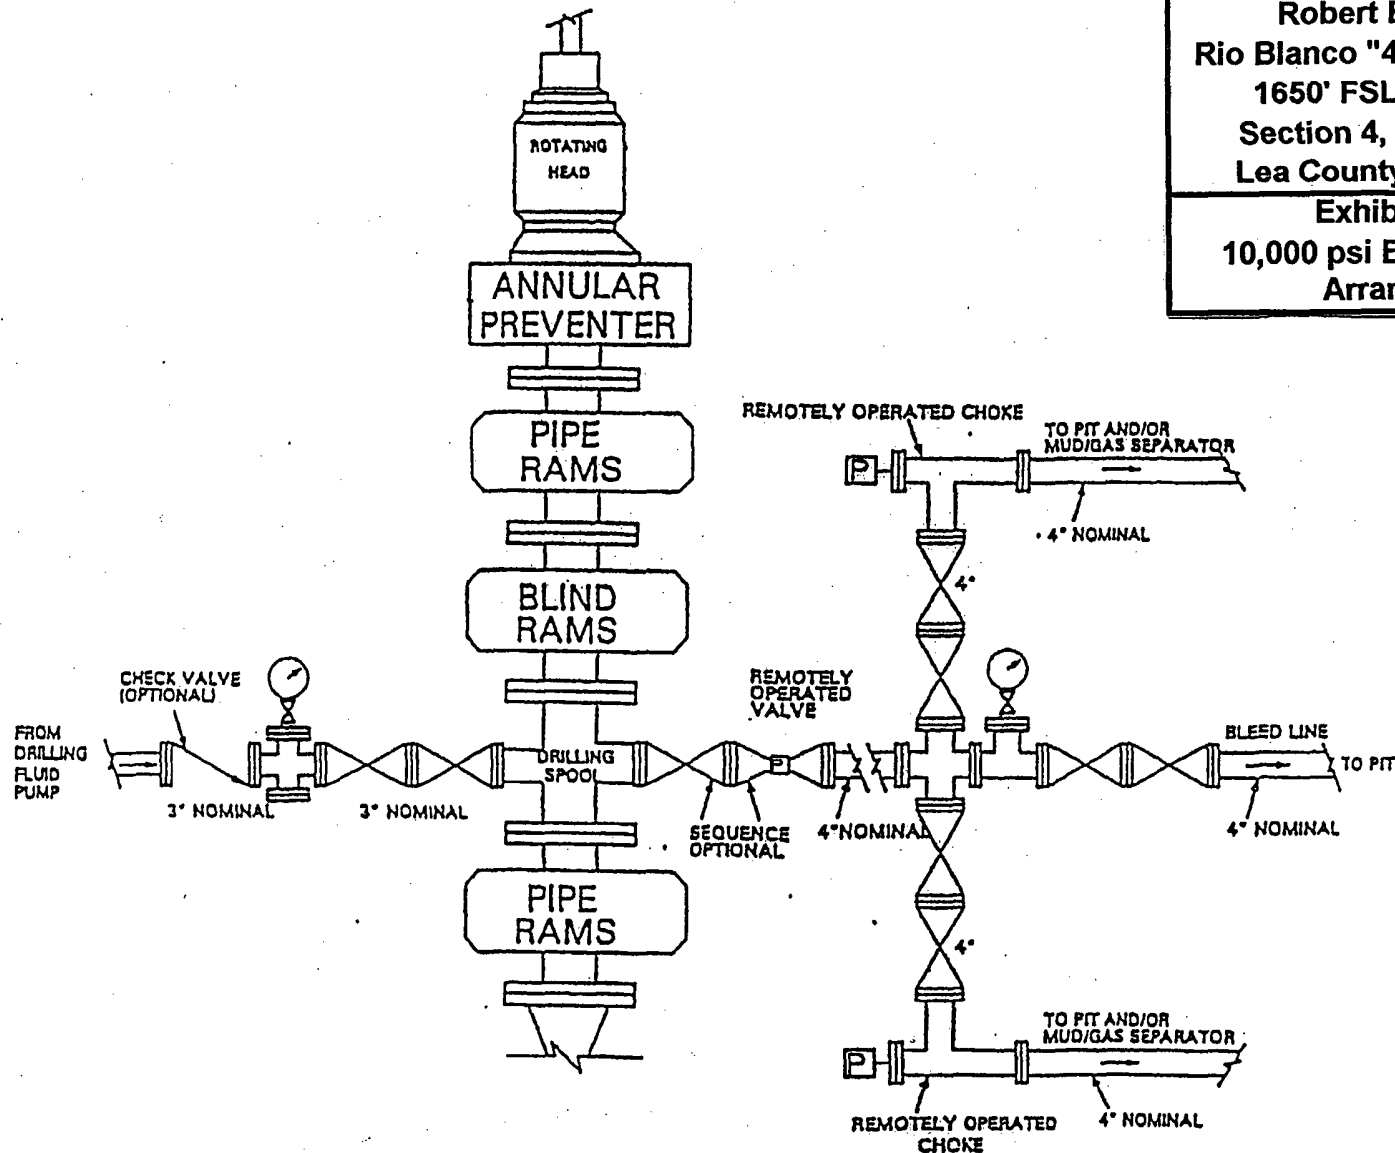 Robert
Rio Blanco "4
1650' FSL
Section 4,
Lea County
Exhib
10,000 psi
Arran
ROTATING
HEAD
ANNULAR
PREVENTER
PIPE
RAMS
BLIND
RAMS
REMOTELY OPERATED CHOKE
TO PIT AND/OR
MUD/GAS SEPARATOR
4" NOMINAL
4"
CHECK VALVE
(OPTIONAL)
REMOTELY
OPERATED
VALVE
FROM
DRILLING
FLUID
PUMP
DRILLING
SPOOL
BLEED LINE
TO PIT
3" NOMINAL
3" NOMINAL
SEQUENCE
OPTIONAL
4" NOMINAL
4" NOMINAL
PIPE
RAMS
4"
TO PIT AND/OR
MUD/GAS SEPARATOR
4" NOMINAL
REMOTELY OPERATED
CHOKE
P
P